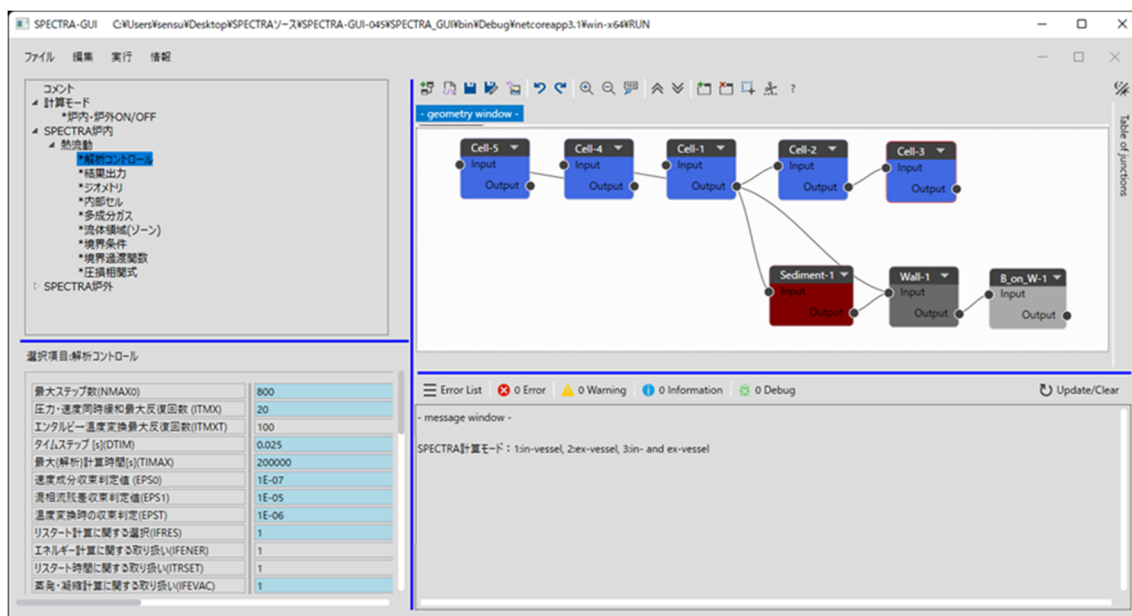 SPECTRA-GUI C:¥Users¥sensu¥Desktop¥SPECTRAソース¥SPECTRA-GUI-045¥SPECTRA_GUI¥bin¥Debug¥netcoreapp3.1¥win-x64¥RUN
ファイル 編集 実行 情報
コメント
計算モード
*炉内・炉外ON/OFF
SPECTRA炉内
熱流動
*解析コントロール
*結果出力
*ジオメトリ
*内部セル
*多成分ガス
*流体領域(ゾーン)
*境界条件
*境界過渡関数
*圧損相関式
SPECTRA炉外
- geometry window -
Table of junctions
Cell-5 Cell-4 Cell-1 Cell-2 Cell-3
Input Input Input Input Input
Output Output Output Output Output
Sediment-1 Wall-1 B_on_W-1
Input Input Input
Output Output Output
選択項目:解析コントロール
最大ステップ数(NMAX0) 800
圧力・速度同時緩和最大反復回数 (ITMX) 20
エンタルピー温度変換最大反復回数(ITMXT) 100
タイムステップ [s](DTIM) 0.025
最大(解析)計算時間[s](TIMAX) 200000
速度成分収束判定値 (EPS0) 1E-07
混相流残差収束判定値(EPS1) 1E-05
温度変換時の収束判定(EPST) 1E-06
リスタート計算に関する選択(IFRES) 1
エネルギー計算に関する取り扱い(IFENER) 1
リスタート時間に関する取り扱い(ITRSET) 1
蒸発・凝縮計算に関する取り扱い(IFEVAC) 1
Error List 0 Error 0 Warning 0 Information 0 Debug Update/Clear
- message window -
SPECTRA計算モード：1:in-vessel, 2:ex-vessel, 3:in- and ex-vessel